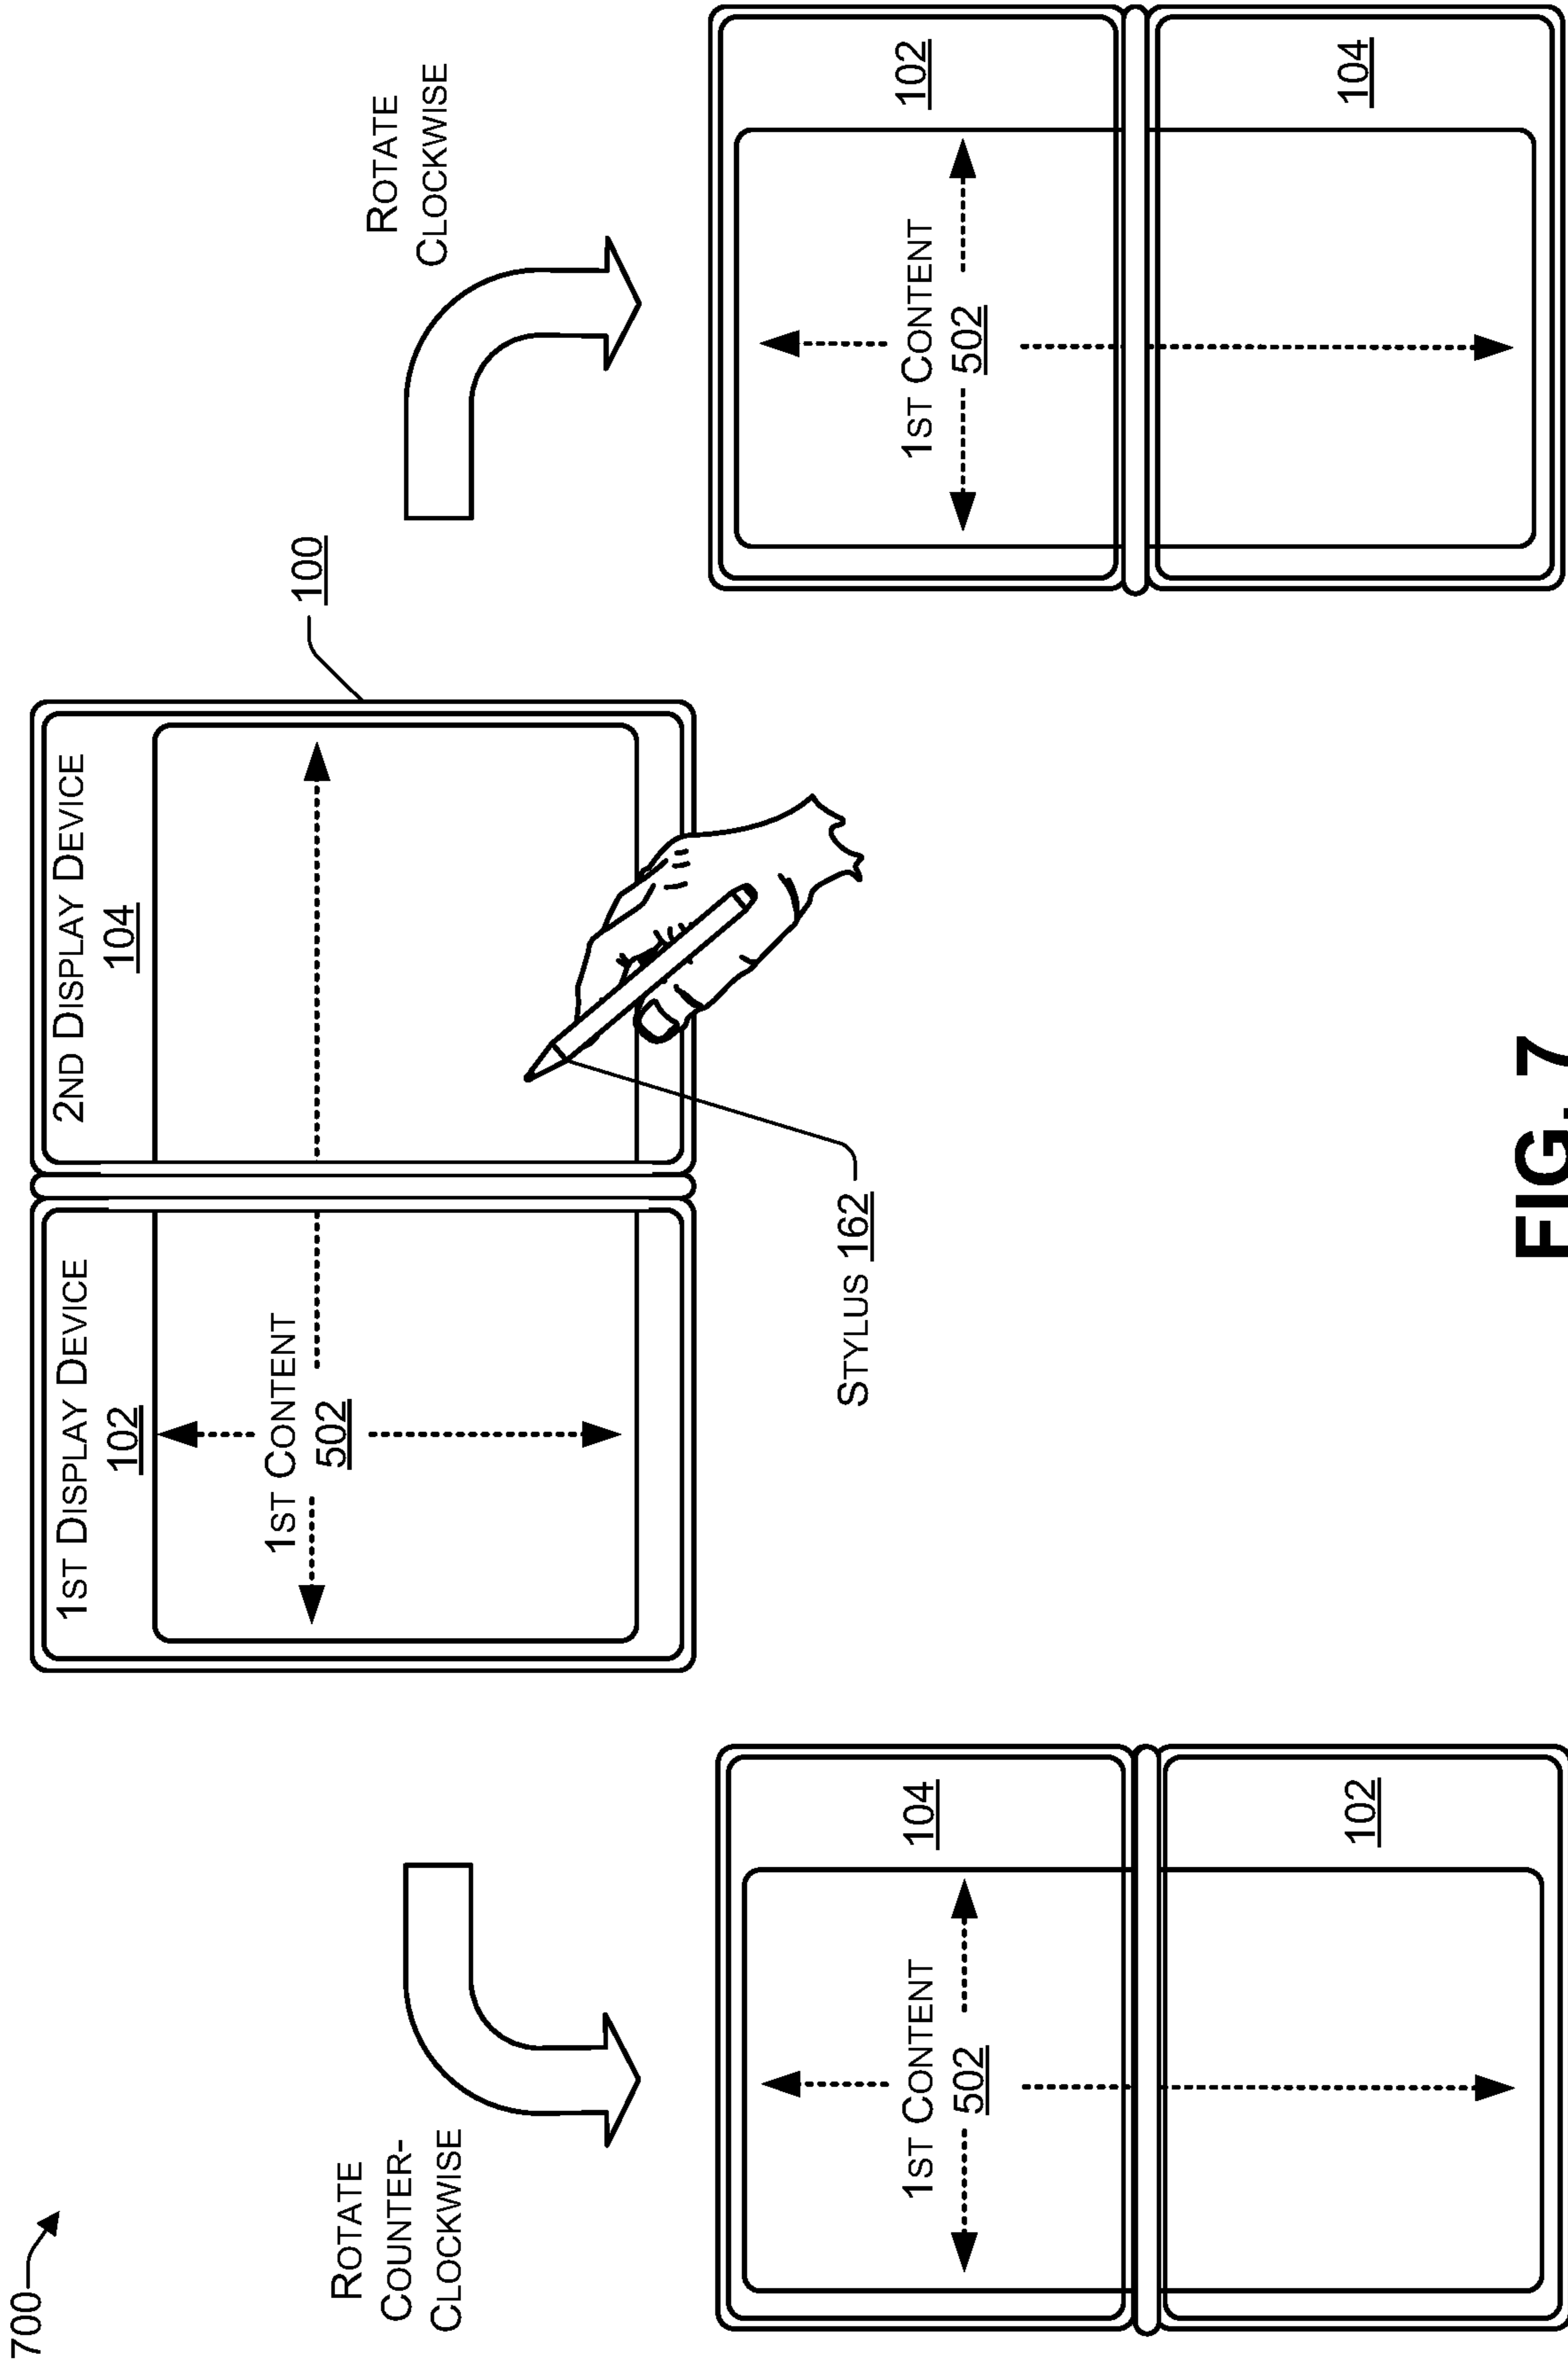 700
1ST DISPLAY DEVICE
102
2ND DISPLAY DEVICE
104
100
1ST CONTENT
502
STYLUS 162
ROTATE
COUNTER-
CLOCKWISE
ROTATE
CLOCKWISE
104
1ST CONTENT
502
102
102
1ST CONTENT
502
104
FIG. 7